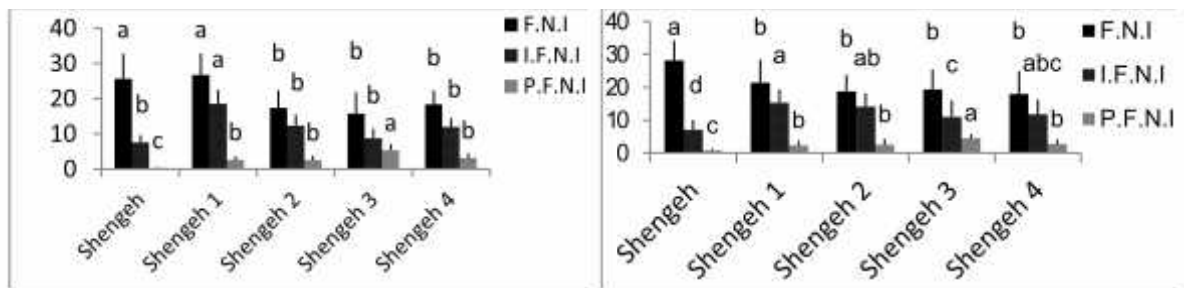 40
30
20
10
0
a
b
c
a
a
b
b
b
b
b
b
a
b
b
b
F.N.I
I.F.N.I
P.F.N.I
Shengeh
Shengeh 1
Shengeh 2
Shengeh 3
Shengeh 4
40
30
20
10
0
a
d
c
b
a
b
b
ab
b
b
c
a
b
abc
b
F.N.I
I.F.N.I
P.F.N.I
Shengeh
Shengeh 1
Shengeh 2
Shengeh 3
Shengeh 4